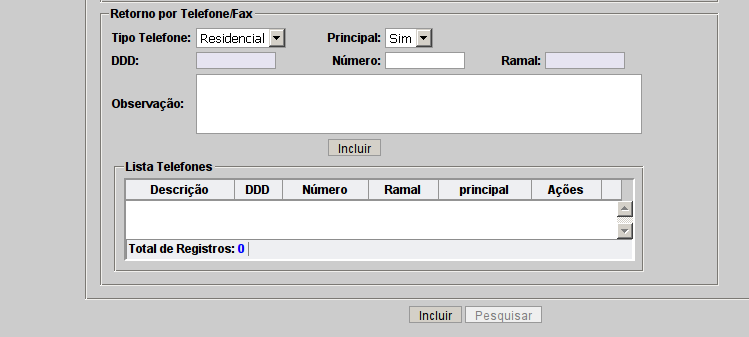 Retorno por Telefone/Fax
Tipo Telefone: Residencial Principal: Sim
DDD: Número: Ramal:
Observação:
Incluir
Lista Telefones
Descrição DDD Número Ramal principal Ações
Total de Registros: 0
Incluir Pesquisar